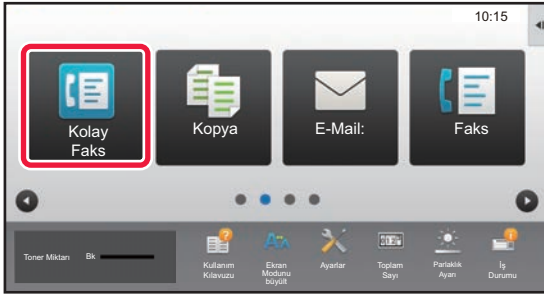 10:15
Kolay
Faks
Kopya
E-Mail:
Faks
Toner Miktarı
Bk
Kullanım
Kılavuzu
Ekran
Modunu
büyült
Ayarlar
Toplam
Sayı
Parlaklık
Ayarı
İş
Durumu